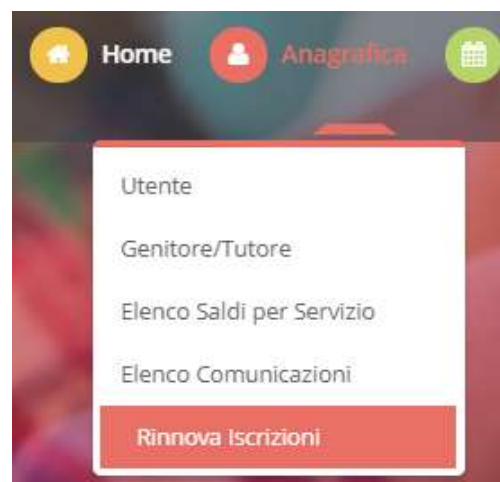 Home Anagrafica
Utente
Genitore/Tutore
Elenco Saldi per Servizio
Elenco Comunicazioni
Rinnova Iscrizioni